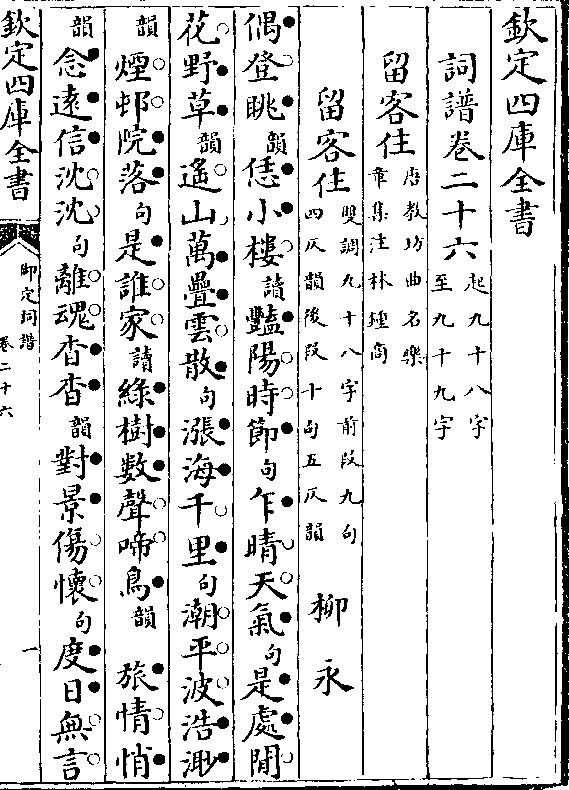 欽定四庫全書
詞譜卷二十六起九十八字至九十九字
留客住唐教坊曲名樂章集注林鍾商
留客住雙調九十八字前段九句四仄韻後段十句五仄韻 柳永
偶登眺韻恁小樓讀豔陽時節句乍晴天氣句是處閒
花野草韻遙山萬疊雲散句漲海千里句潮平波浩渺
韻煙邨院落句是誰家讀綠樹數聲啼鳥韻 旅情悄
韻念遠信沈沈句離魂杳杳韻對景傷懷句度日無言
欽定四庫全書 御定詞譜 卷二十六 一